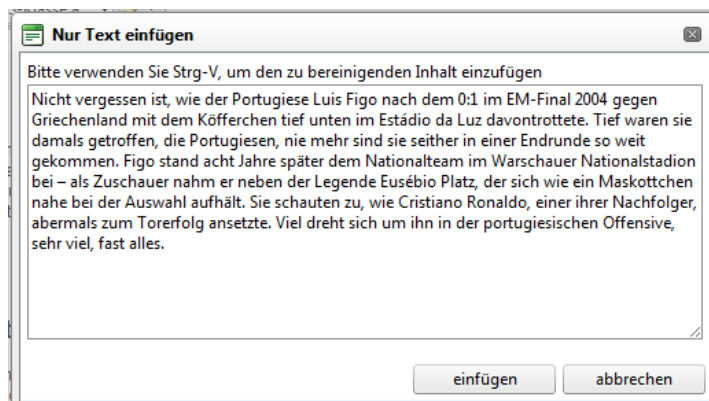 Nur Text einfügen
Bitte verwenden Sie Strg-V, um den zu bereinigenden Inhalt einzufügen
Nicht vergessen ist, wie der Portugiese Luis Figo nach dem 0:1 im EM-Final 2004 gegen
Griechenland mit dem Köfferchen tief unten im Estádio da Luz davontrottete. Tief waren sie
damals getroffen, die Portugiesen, nie mehr sind sie seither in einer Endrunde so weit
gekommen. Figo stand acht Jahre später dem Nationalteam im Warschauer Nationalstadion
bei – als Zuschauer nahm er neben der Legende Eusébio Platz, der sich wie ein Maskottchen
nahe bei der Auswahl aufhält. Sie schauten zu, wie Cristiano Ronaldo, einer ihrer Nachfolger,
abermals zum Torerfolg ansetzte. Viel dreht sich um ihn in der portugiesischen Offensive,
sehr viel, fast alles.
einfügen abbrechen